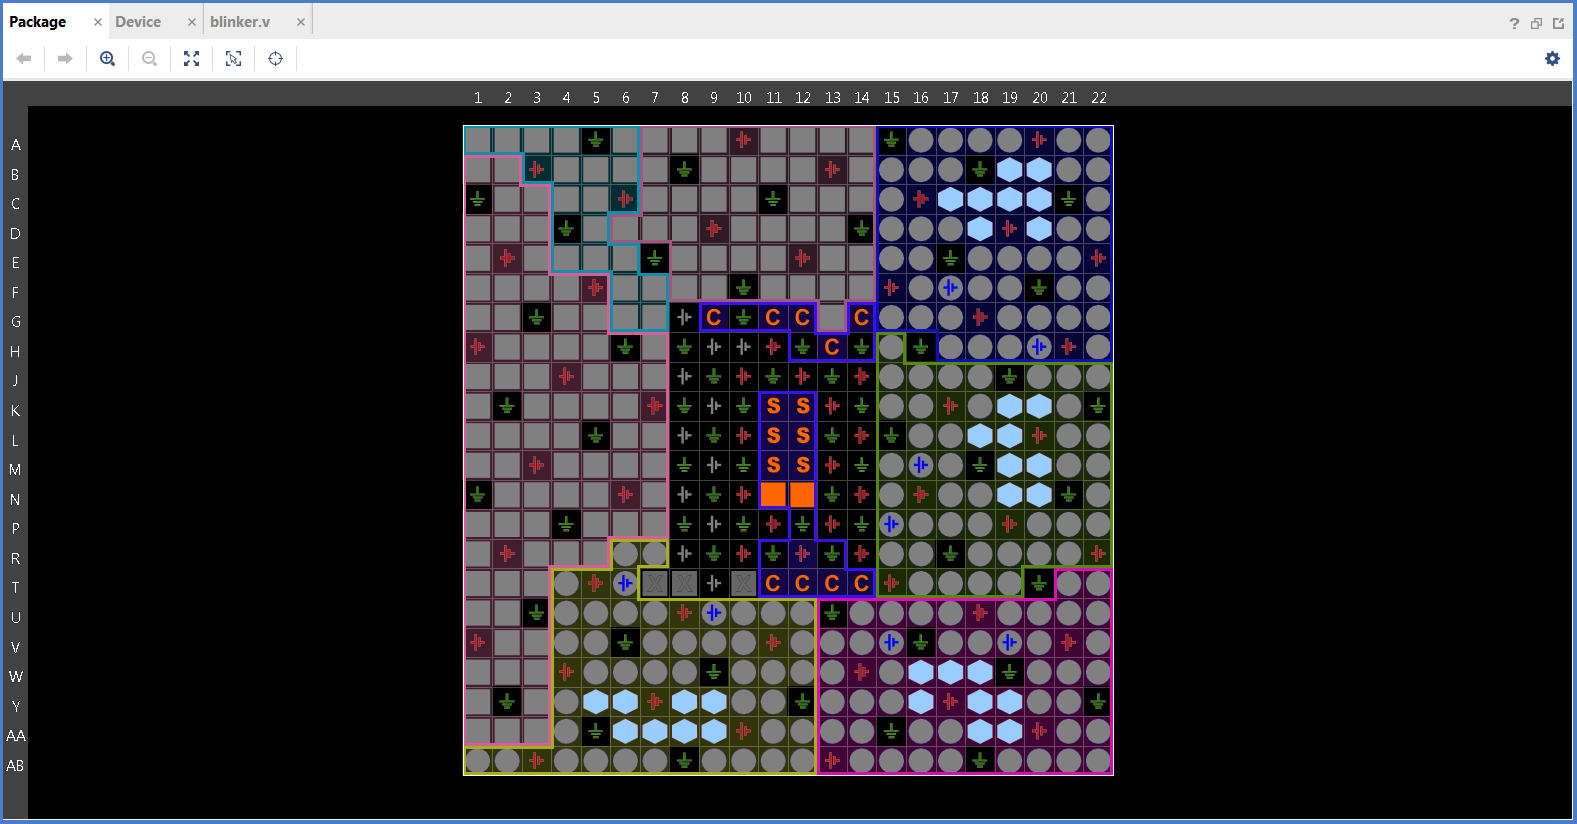 Package × Device × blinker.v ×
?
1 2 3 4 5 6 7 8 9 10 11 12 13 14 15 16 17 18 19 20 21 22
A
B
C
D
E
F
G C C C C
H C
J
K S S
L S S
M S S
N
P
R
T X X X C C C C
U
V
W
Y
AA
AB